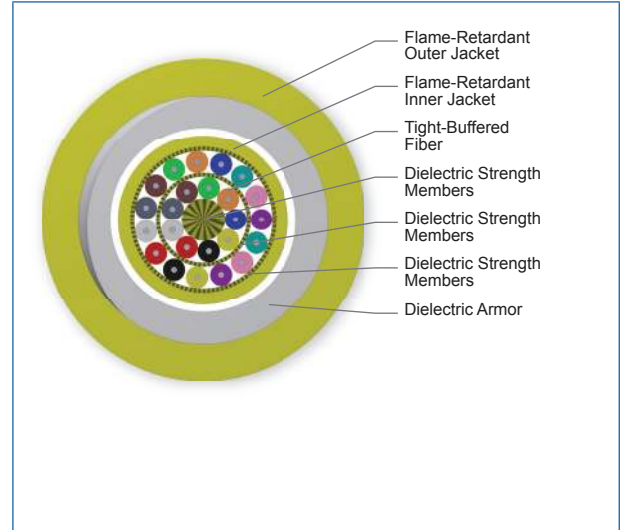 Flame-Retardant
Outer Jacket
Flame-Retardant
Inner Jacket
Tight-Buffered
Fiber
Dielectric Strength
Members
Dielectric Strength
Members
Dielectric Strength
Members
Dielectric Armor